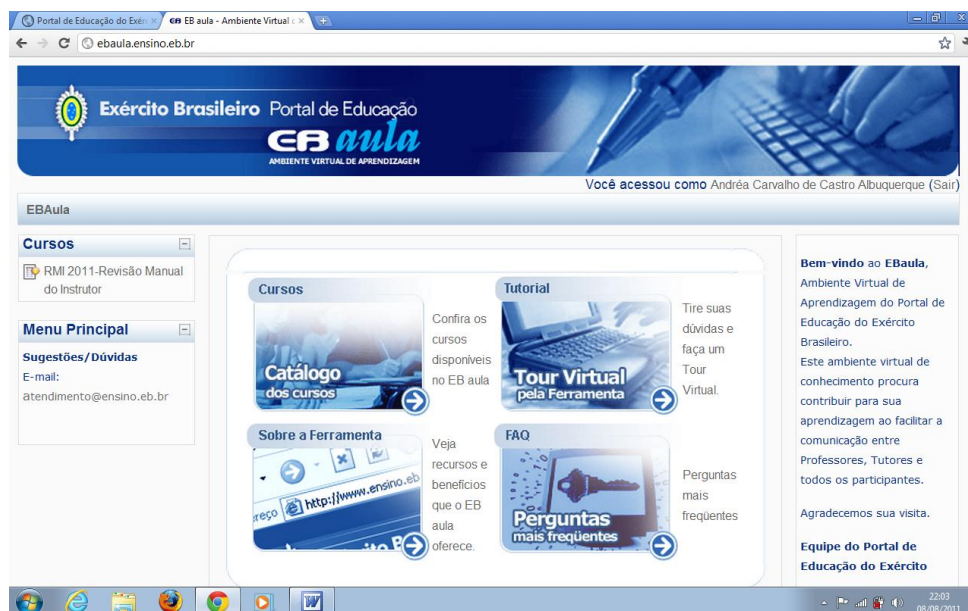 Portal de Educação do Exér
EB aula - Ambiente Virtual
ebaula.ensino.eb.br
Exército Brasileiro Portal de Educação
EB aula
AMBIENTE VIRTUAL DE APRENDIZAGEM
Você acessou como Andréa Carvalho de Castro Albuquerque (Sair)
EBAula
Cursos
RMI 2011-Revisão Manual
do Instrutor
Menu Principal
Sugestões/Dúvidas
E-mail:
atendimento@ensino.eb.br
Cursos
Catálogo
dos cursos
Confira os
cursos
disponíveis
no EB aula
Tutorial
Tour Virtual
pela Ferramenta
Tire suas
dúvidas e
faça um
Tour
Virtual.
Sobre a Ferramenta
http://www.ensino.eb
Veja
recursos e
benefícios
que o EB
aula
oferece.
FAQ
Perguntas
mais freqüentes
Perguntas
mais
freqüentes
Bem-vindo ao EBaula,
Ambiente Virtual de
Aprendizagem do Portal de
Educação do Exército
Brasileiro.
Este ambiente virtual de
conhecimento procura
contribuir para sua
aprendizagem ao facilitar a
comunicação entre
Professores, Tutores e
todos os participantes.
Agradecemos sua visita.
Equipe do Portal de
Educação do Exército
22:03
08/08/2011